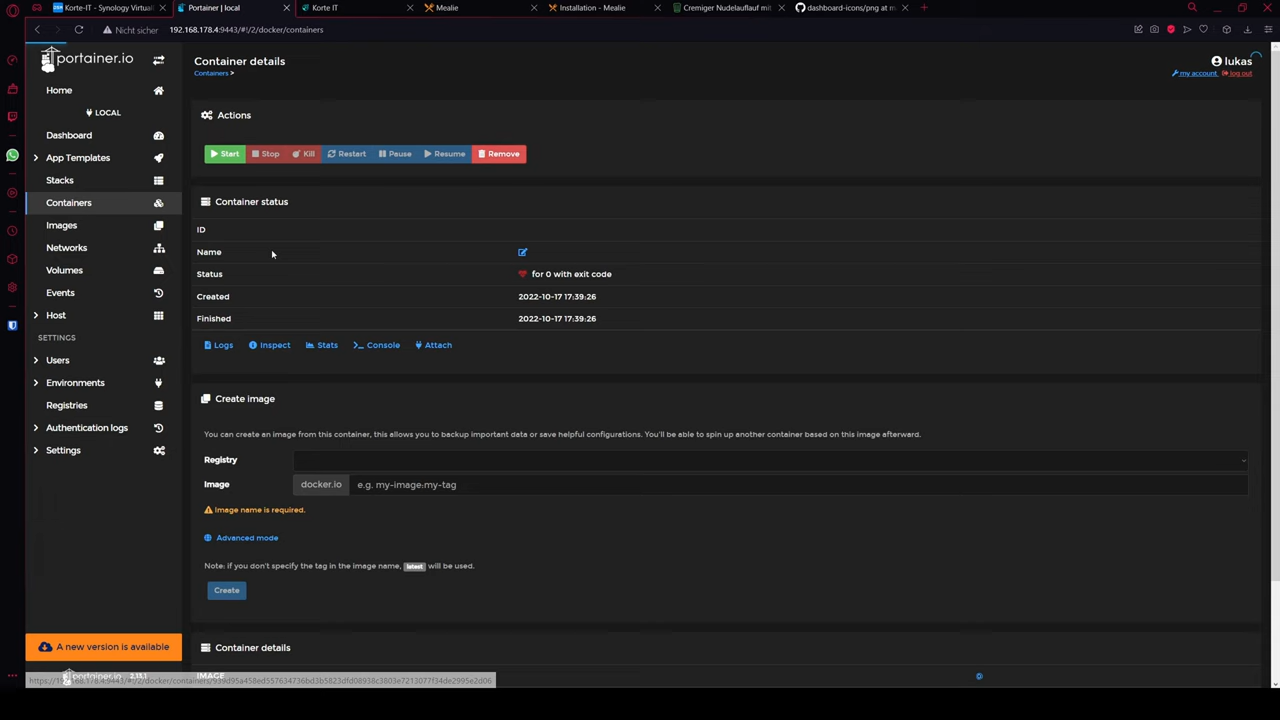 Korte-IT - Synology Virtual
Portainer | local
Korte IT
Mealie
Installation - Mealie
Cremiger Nudelauflauf mit
dashboard-icons/png at m
Nicht sicher
192.168.178.4:9443/#!/2/docker/containers
portainer.io
Home
LOCAL
Dashboard
App Templates
Stacks
Containers
Images
Networks
Volumes
Events
Host
SETTINGS
Users
Environments
Registries
Authentication logs
Settings
A new version is available
portainer.io 2.13.1
Container details
Containers >
lukas
my account log out
Actions
Start Stop Kill Restart Pause Resume Remove
Container status
ID
Name
Status for 0 with exit code
Created 2022-10-17 17:39:26
Finished 2022-10-17 17:39:26
Logs Inspect Stats Console Attach
Create image
You can create an image from this container, this allows you to backup important data or save helpful configurations. You'll be able to spin up another container based on this image afterward.
Registry
Image docker.io e.g. my-image:my-tag
Image name is required.
Advanced mode
Note: if you don't specify the tag in the image name, latest will be used.
Create
Container details
IMAGE